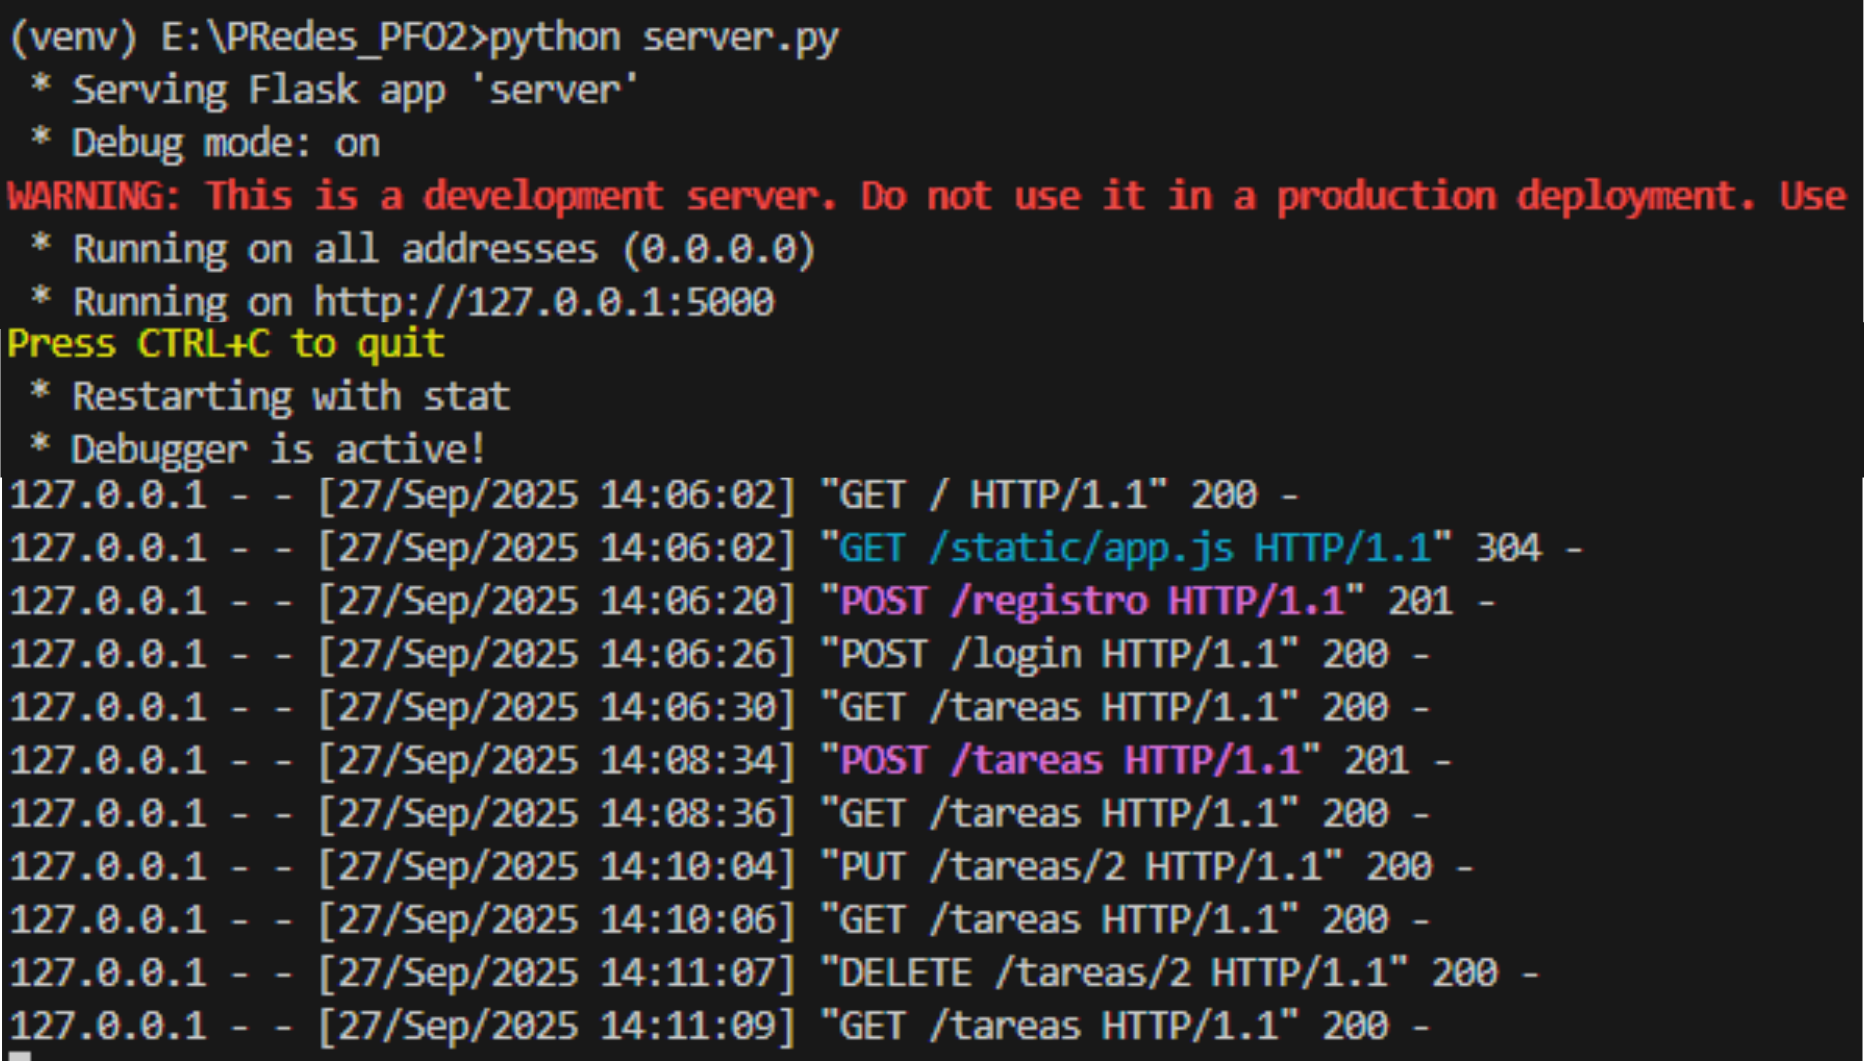 (venv) E:\PRedes_PFO2>python server.py
 * Serving Flask app 'server'
 * Debug mode: on
WARNING: This is a development server. Do not use it in a production deployment. Use
 * Running on all addresses (0.0.0.0)
 * Running on http://127.0.0.1:5000
Press CTRL+C to quit
 * Restarting with stat
 * Debugger is active!
127.0.0.1 - - [27/Sep/2025 14:06:02] "GET / HTTP/1.1" 200 -
127.0.0.1 - - [27/Sep/2025 14:06:02] "GET /static/app.js HTTP/1.1" 304 -
127.0.0.1 - - [27/Sep/2025 14:06:20] "POST /registro HTTP/1.1" 201 -
127.0.0.1 - - [27/Sep/2025 14:06:26] "POST /login HTTP/1.1" 200 -
127.0.0.1 - - [27/Sep/2025 14:06:30] "GET /tareas HTTP/1.1" 200 -
127.0.0.1 - - [27/Sep/2025 14:08:34] "POST /tareas HTTP/1.1" 201 -
127.0.0.1 - - [27/Sep/2025 14:08:36] "GET /tareas HTTP/1.1" 200 -
127.0.0.1 - - [27/Sep/2025 14:10:04] "PUT /tareas/2 HTTP/1.1" 200 -
127.0.0.1 - - [27/Sep/2025 14:10:06] "GET /tareas HTTP/1.1" 200 -
127.0.0.1 - - [27/Sep/2025 14:11:07] "DELETE /tareas/2 HTTP/1.1" 200 -
127.0.0.1 - - [27/Sep/2025 14:11:09] "GET /tareas HTTP/1.1" 200 -